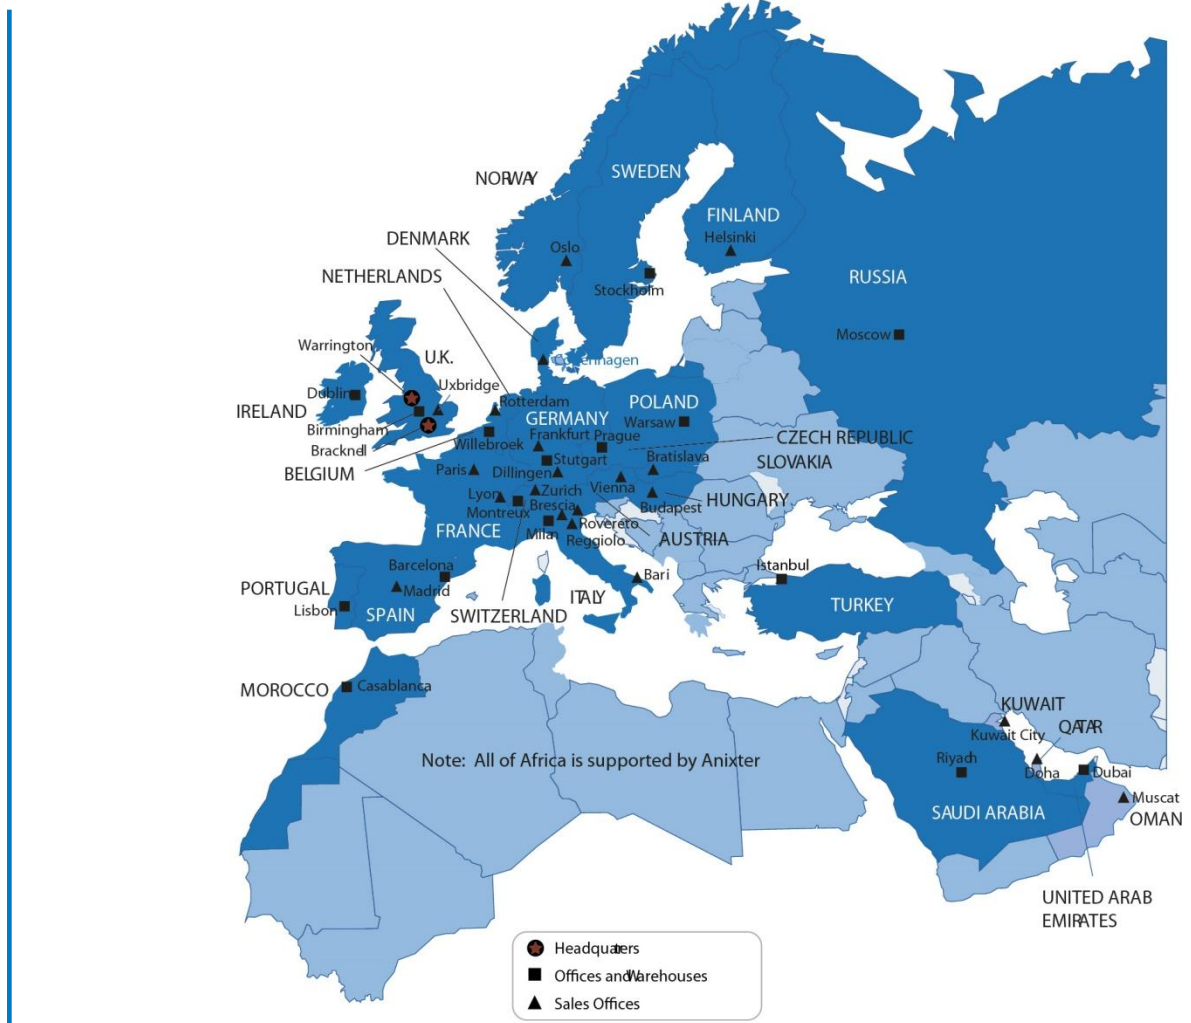 SWEDEN
NORWAY
FINLAND
Helsinki
DENMARK
Oslo
NETHERLANDS
RUSSIA
Stockholm
Moscow
Warrington
U.K.
Copenhagen
Uxbridge
Dublin
Rotterdam
POLAND
IRELAND
GERMANY
Warsaw
Birmingham
Frankfurt
Prague
CZECH REPUBLIC
Bracknell
Willebroek
BELGIUM
Stutgart
Bratislava
SLOVAKIA
Paris
Dillingen
Vienna
Lyon
Zurich
HUNGARY
Montreux
Brescia
Budapest
FRANCE
Milan
Rovereto
Reggiolo
AUSTRIA
Barcelona
Istanbul
PORTUGAL
Madrid
Bari
Lisbon
SPAIN
SWITZERLAND
ITALY
TURKEY
MOROCCO
Casablanca
KUWAIT
Kuwait City
QATAR
Note: All of Africa is supported by Anixter
Riyadh
Doha
Dubai
Muscat
SAUDI ARABIA
OMAN
UNITED ARAB
EMIRATES
Headquarters
Offices and Warehouses
Sales Offices